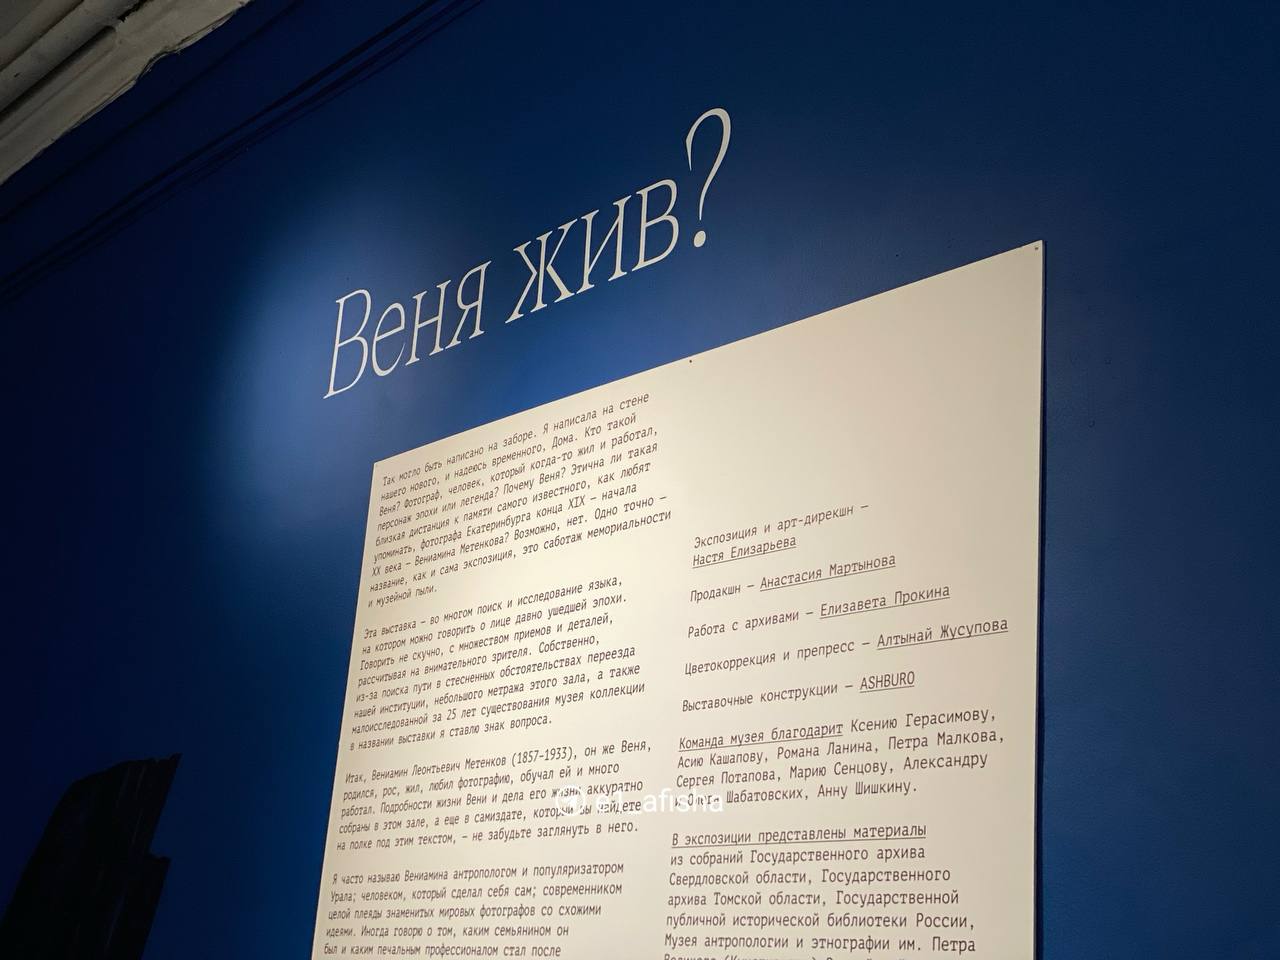 Веня жив?
Так могло быть написано на заборе. Я написала на стене
нашего нового, и надеюсь временного, Дома. Кто такой
Веня? Фотограф, человек, который когда-то жил и работал,
персонаж эпохи или легенда? Почему Веня? Этична ли такая
близкая дистанция к памяти самого известного, как любят
упоминать, фотографа Екатеринбурга конца XIX – начала
XX века – Вениамина Метенкова? Возможно, нет. Одно точно –
название, как и сама экспозиция, это саботаж мемориальности
и музейной пыли.
Эта выставка – во многом поиск и исследование языка,
на котором можно говорить о лице давно ушедшей эпохи.
Говорить не скучно, с множеством приемов и деталей,
рассчитывая на внимательного зрителя. Собственно,
из-за поиска пути в стесненных обстоятельствах переезда
нашей институции, небольшого метража этого зала, а также
малоисследованной за 25 лет существования музея коллекции
в названии выставки я ставлю знак вопроса.
Итак, Вениамин Леонтьевич Метенков (1857–1933), он же Веня,
родился, рос, жил, любил фотографию, обучал ей и много
работал. Подробности жизни Вени и дела его жизни аккуратно
собраны в этом зале, а еще в самиздате, который вы найдете
на полке под этим текстом, – не забудьте заглянуть в него.
Я часто называю Вениамина антропологом и популяризатором
Урала; человеком, который сделал себя сам; современником
целой плеяды знаменитых мировых фотографов со схожими
идеями. Иногда говорю о том, каким семьянином он
был и каким печальным профессионалом стал после
Экспозиция и арт-дирекшн –
Настя Елизарьева
Продакшн – Анастасия Мартынова
Работа с архивами – Елизавета Прокина
Цветокоррекция и препресс – Алтынай Жусупова
Выставочные конструкции – ASHBURO
Команда музея благодарит Ксению Герасимову,
Асию Кашапову, Романа Ланина, Петра Малкова,
Сергея Потапова, Марию Сенцову, Александру
и Олега Шабатовских, Анну Шишкину.
В экспозиции представлены материалы
из собраний Государственного архива
Свердловской области, Государственного
архива Томской области, Государственной
публичной исторической библиотеки России,
Музея антропологии и этнографии им. Петра
e1_afisha